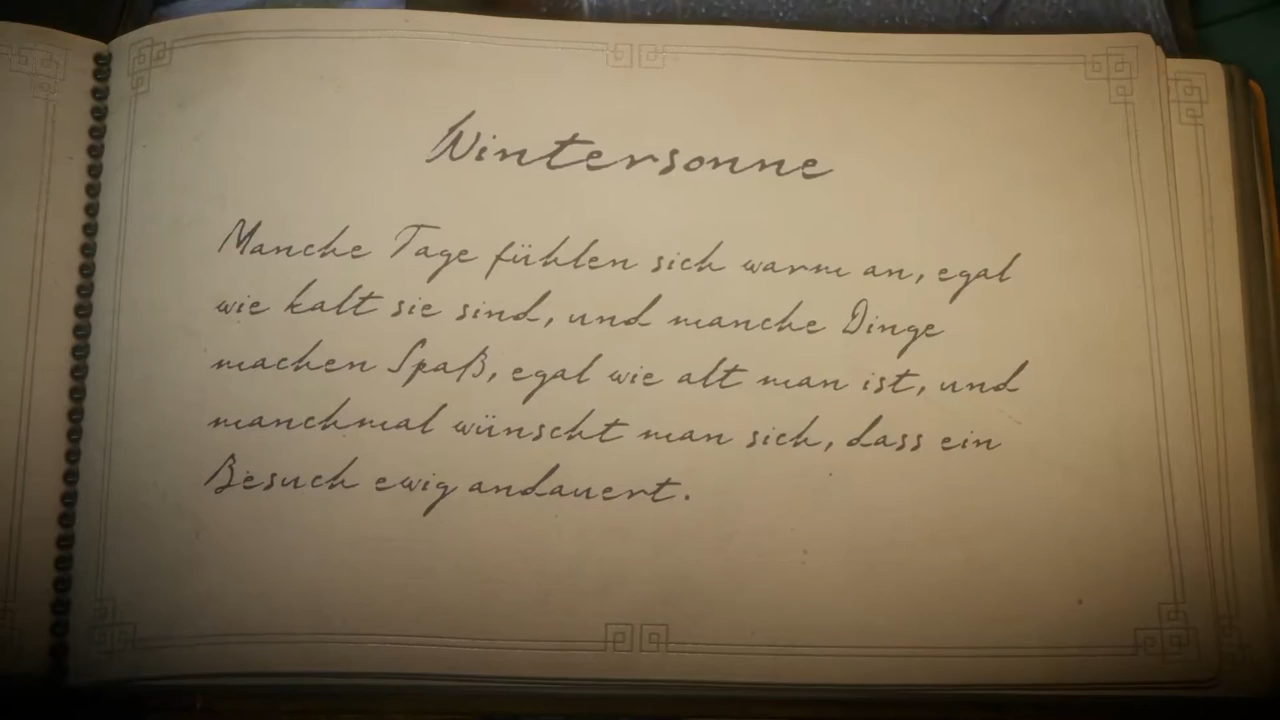 Wintersonne
Manche Tage fühlen sich warm an, egal
wie kalt sie sind, und manche Dinge
machen Spaß, egal wie alt man ist, und
manchmal wünscht man sich, dass ein
Besuch ewig andauert.